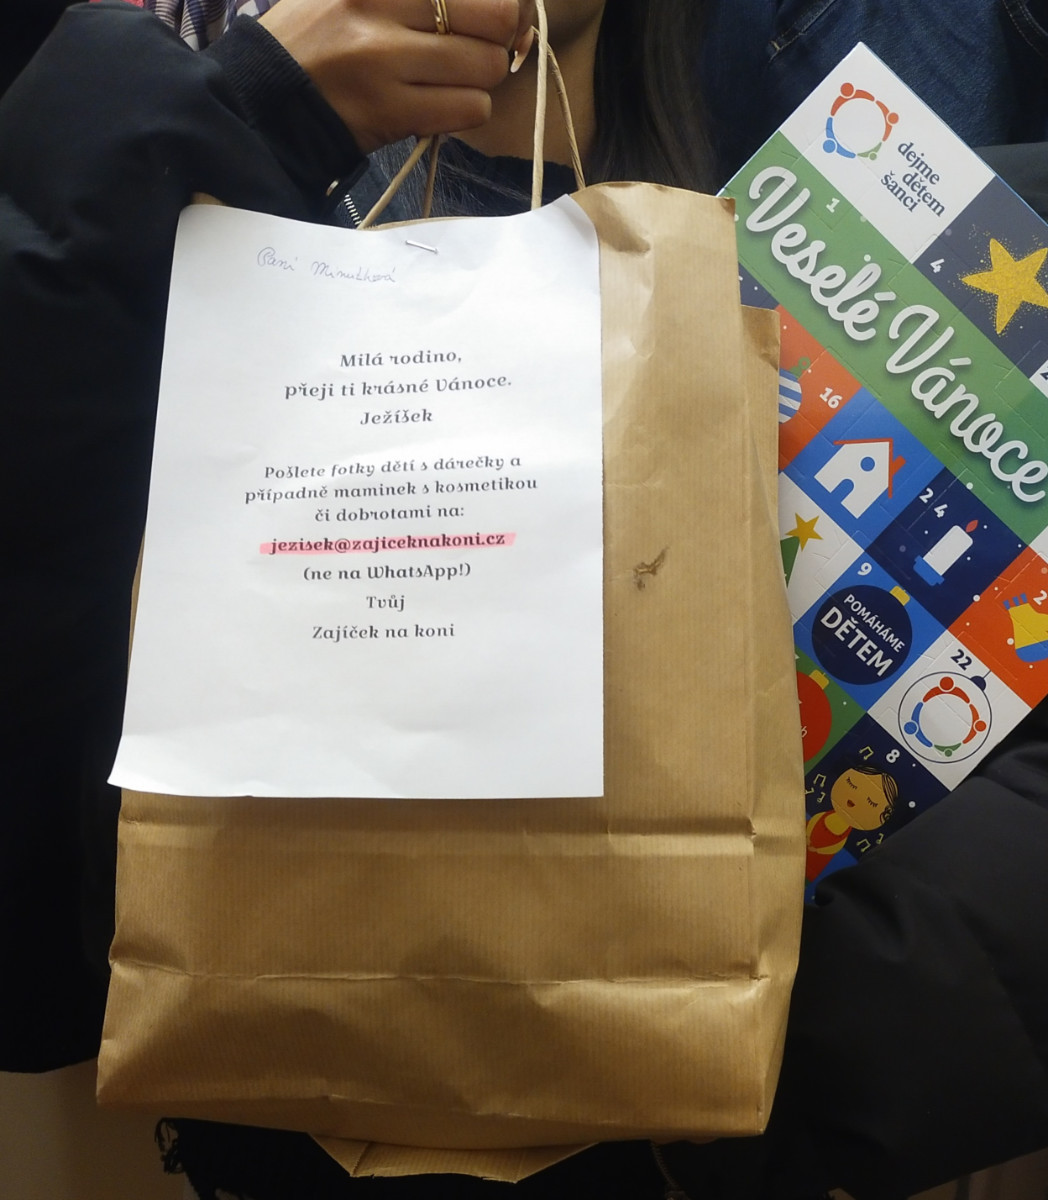 Paní Minutková
Milá rodino,
přeji ti krásné Vánoce.
Ježíšek
Pošlete fotky dětí s dárečky a
případně maminek s kosmetikou
či dobrotami na:
jezisek@zajiceknakoni.cz
(ne na WhatsApp!)
Tvůj
Zajíček na koni
dejme
dětem
šanci
Veselé Vánoce
1
4
16
24
9
POMÁHÁME
DĚTEM
22
8